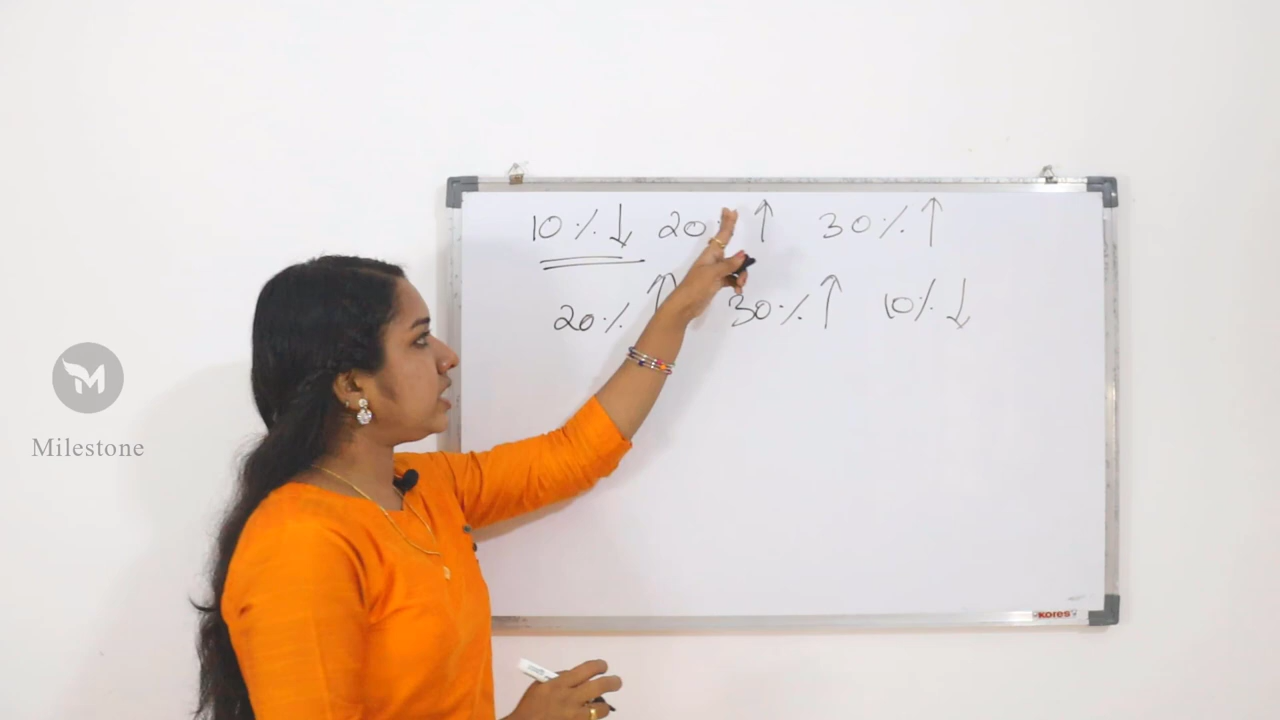 10%↓ 20% ↑ 30%↑
20% ↑ 30%↑ 10%↓
Milestone
KORES